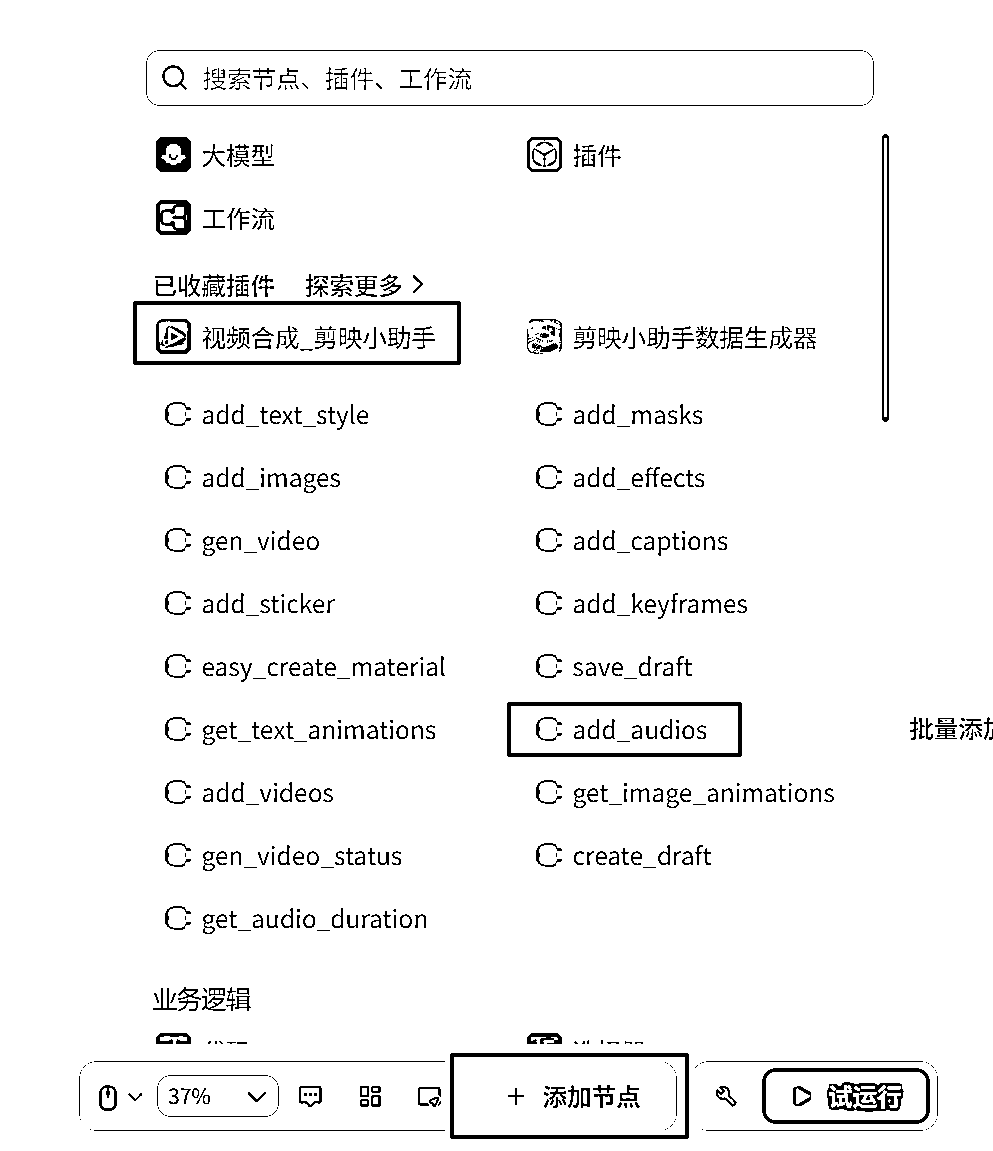 搜索节点、插件、工作流
大模型 插件
工作流
已收藏插件 探索更多
视频合成_剪映小助手 剪映小助手数据生成器
add_text_style add_masks
add_images add_effects
gen_video add_captions
add_sticker add_keyframes
easy_create_material save_draft
get_text_animations add_audios 批量添加
add_videos get_image_animations
gen_video_status create_draft
get_audio_duration
业务逻辑
37% 添加节点 试运行